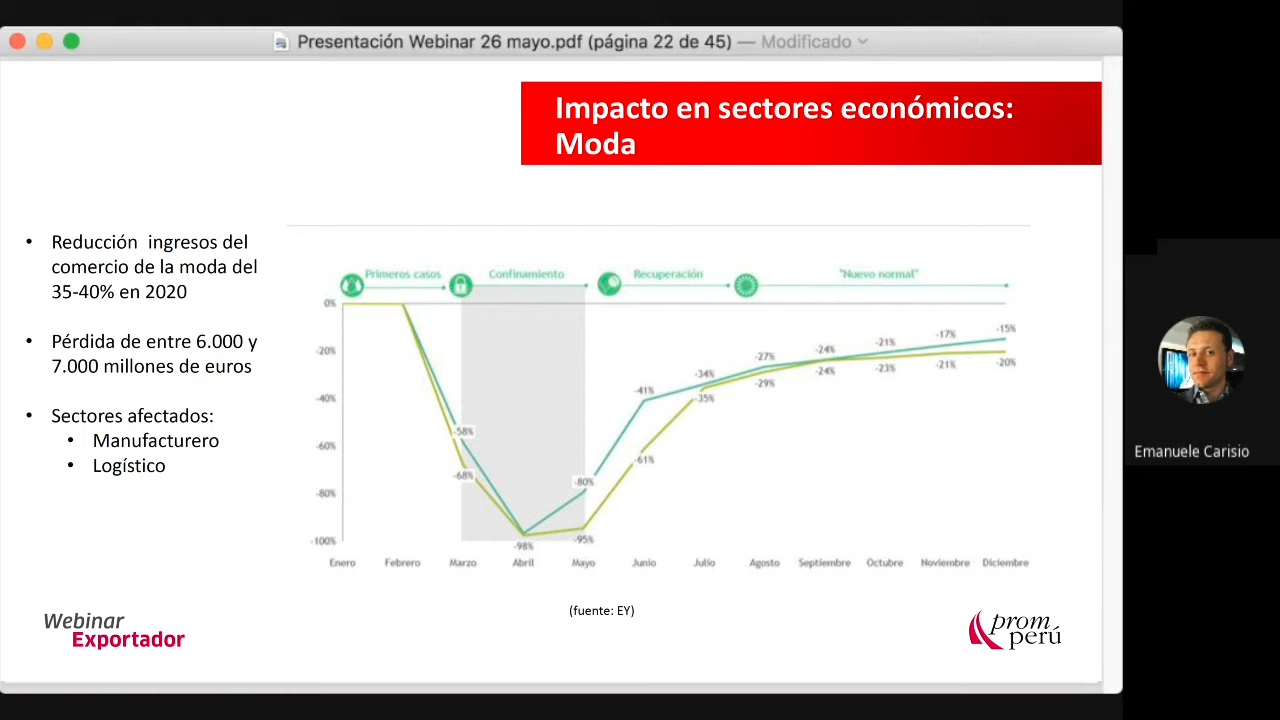 Presentación Webinar 26 mayo.pdf (página 22 de 45) — Modificado
Impacto en sectores económicos:
Moda
• Reducción ingresos del
comercio de la moda del
35-40% en 2020
• Pérdida de entre 6.000 y
7.000 millones de euros
• Sectores afectados:
• Manufacturero
• Logístico
Primeros casos Confinamiento Recuperación "Nuevo normal"
0%
-20%
-40%
-60%
-80%
-100%
-58%
-68%
-98%
-80%
-95%
-41%
-61%
-34%
-35%
-27%
-29%
-24%
-24%
-21%
-23%
-17%
-21%
-15%
-20%
Enero Febrero Marzo Abril Mayo Junio Julio Agosto Septiembre Octubre Noviembre Diciembre
(fuente: EY)
Webinar
Exportador
prom
perú
Emanuele Carisio